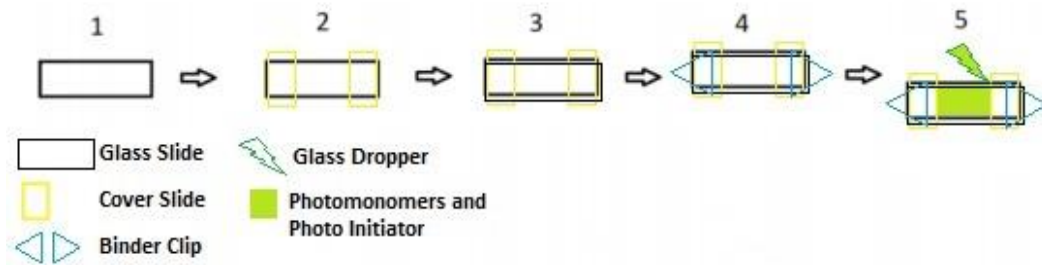 1
2
3
4
5
Glass Slide
Glass Dropper
Cover Slide
Photomonomers and
Photo Initiator
Binder Clip